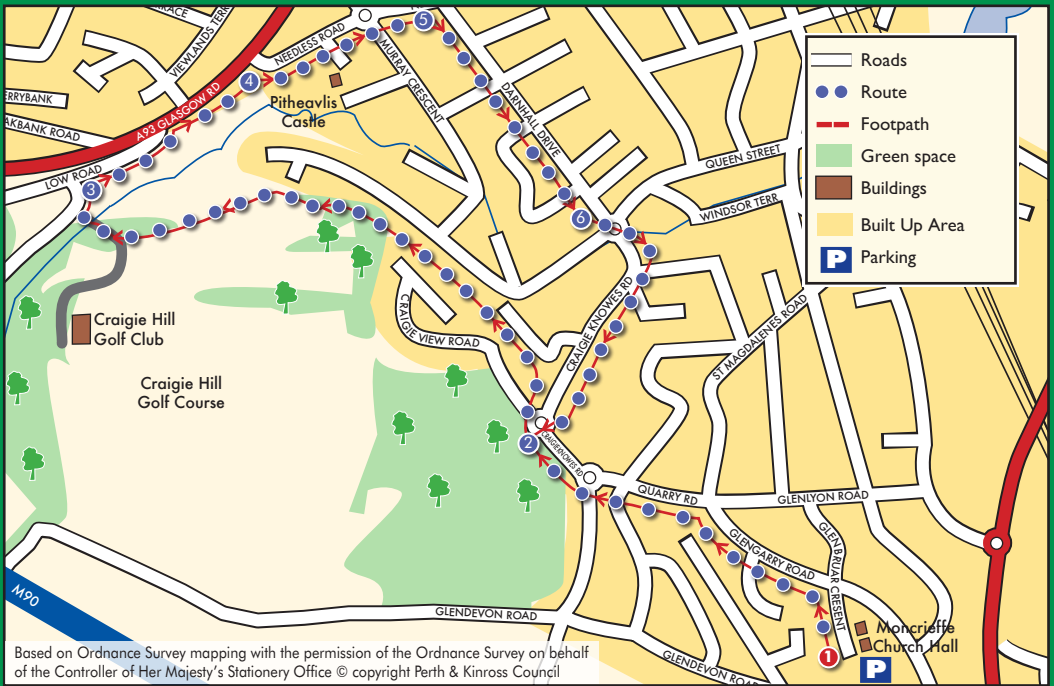 VIEWLANDS TERR
NEEDLESS ROAD
5
MURRAY CRESCENT
4
ERRYBANK
Pitheavlis
Castle
A93 GLASGOW RD
AKBANK ROAD
LOW ROAD
3
DARNHALL DRIVE
6
QUEEN STREET
WINDSOR TERR
Roads
Route
Footpath
Green space
Buildings
Built Up Area
P Parking
Craigie Hill
Golf Club
Craigie Hill
Golf Course
CRAIGIE VIEW ROAD
CRAIGIE KNOWES RD
ST MAGDALENES ROAD
2
CRAIGIEKNOWES RD
QUARRY RD
GLENLYON ROAD
GLENGARRY ROAD
GLEN BRUAR CRESENT
Moncrieffe
Church Hall
1
P
M90
GLENDEVON ROAD
GLENDEVON ROAD
Based on Ordnance Survey mapping with the permission of the Ordnance Survey on behalf
of the Controller of Her Majesty's Stationery Office © copyright Perth & Kinross Council